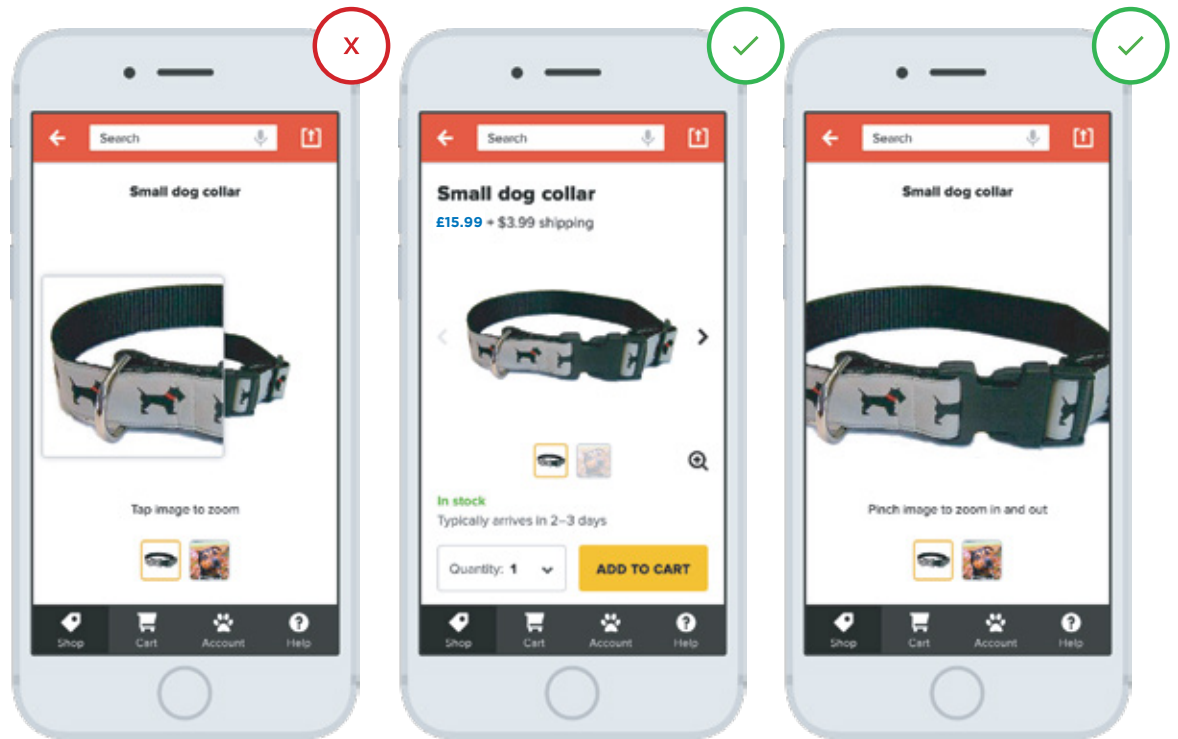 X
Search
Small dog collar
Tap image to zoom
Shop Cart Account Help
Search
Small dog collar
£15.99 + $3.99 shipping
In stock
Typically arrives in 2–3 days
Quantity: 1
ADD TO CART
Shop Cart Account Help
Search
Small dog collar
Pinch image to zoom in and out
Shop Cart Account Help